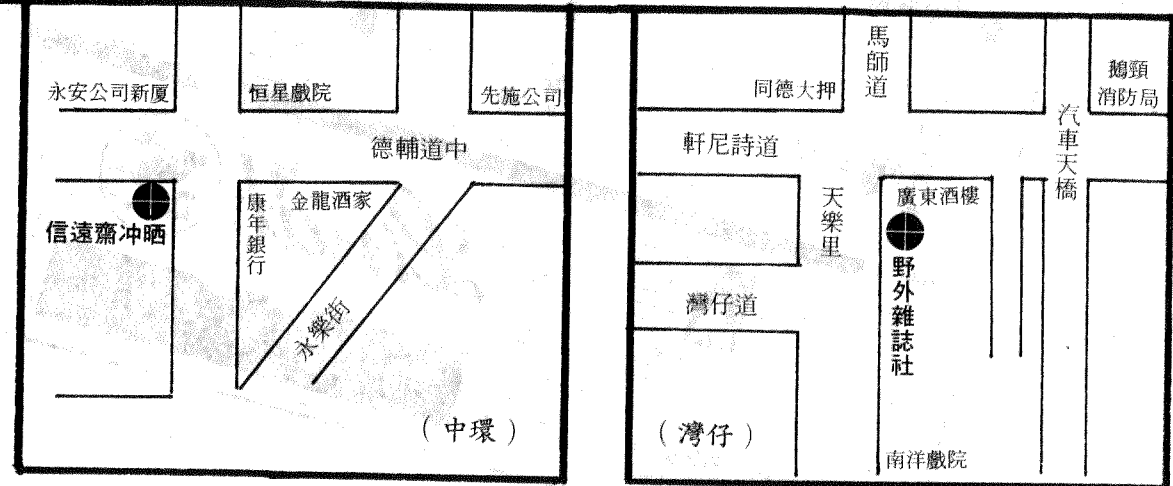 永安公司新厦
恒星戲院
先施公司
德輔道中
信遠齋冲晒
康年銀行
金龍酒家
永樂街
（中環）
馬師道
同德大押
鵝頸
消防局
軒尼詩道
汽車天橋
天樂里
廣東酒樓
野外雜誌社
灣仔道
（灣仔）
南洋戲院